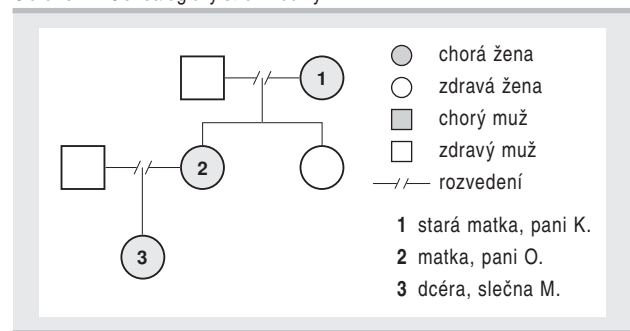 1
2
3
chorá žena
zdravá žena
chorý muž
zdravý muž
rozvedení
1 stará matka, pani K.
2 matka, pani O.
3 dcéra, slečna M.